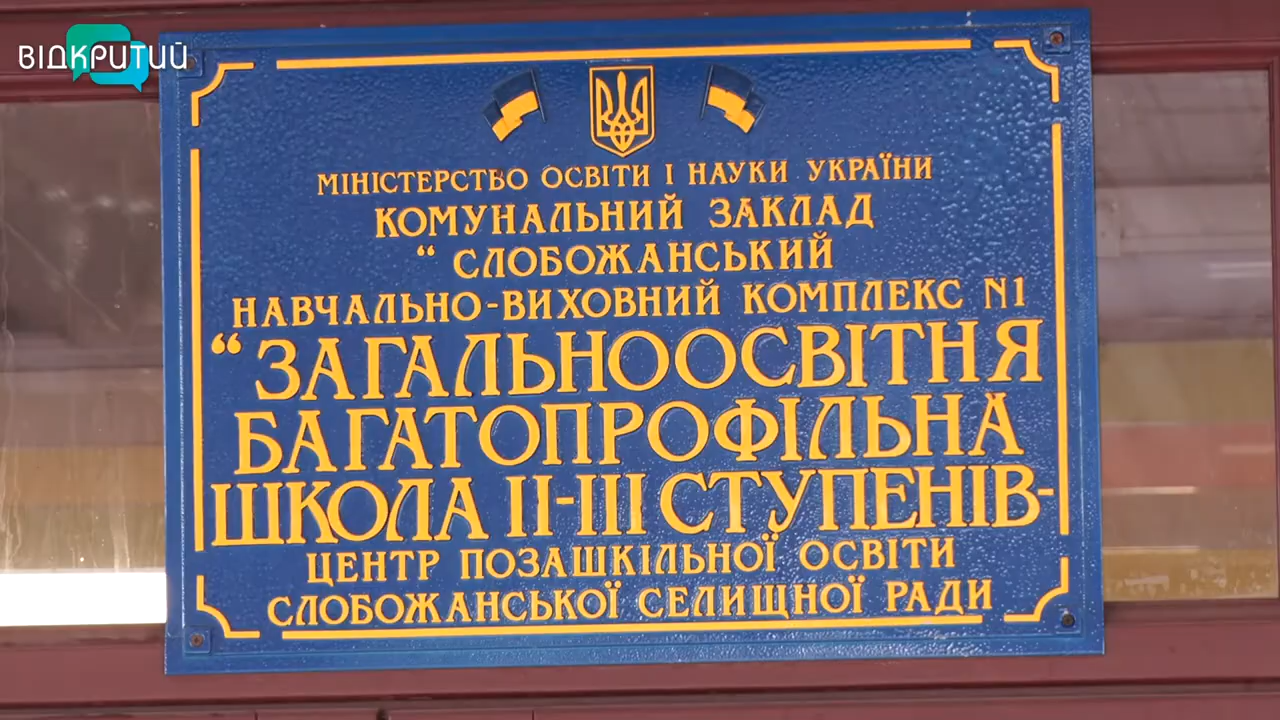 ВІДКРИТИЙ
МІНІСТЕРСТВО ОСВІТИ І НАУКИ УКРАЇНИ
КОМУНАЛЬНИЙ ЗАКЛАД
“ СЛОБОЖАНСЬКИЙ
НАВЧАЛЬНО-ВИХОВНИЙ КОМПЛЕКС N1
“ЗАГАЛЬНООСВІТНЯ
БАГАТОПРОФІЛЬНА
ШКОЛА II-III СТУПЕНІВ-
ЦЕНТР ПОЗАШКІЛЬНОЇ ОСВІТИ
СЛОБОЖАНСЬКОЇ СЕЛИЩНОЇ РАДИ